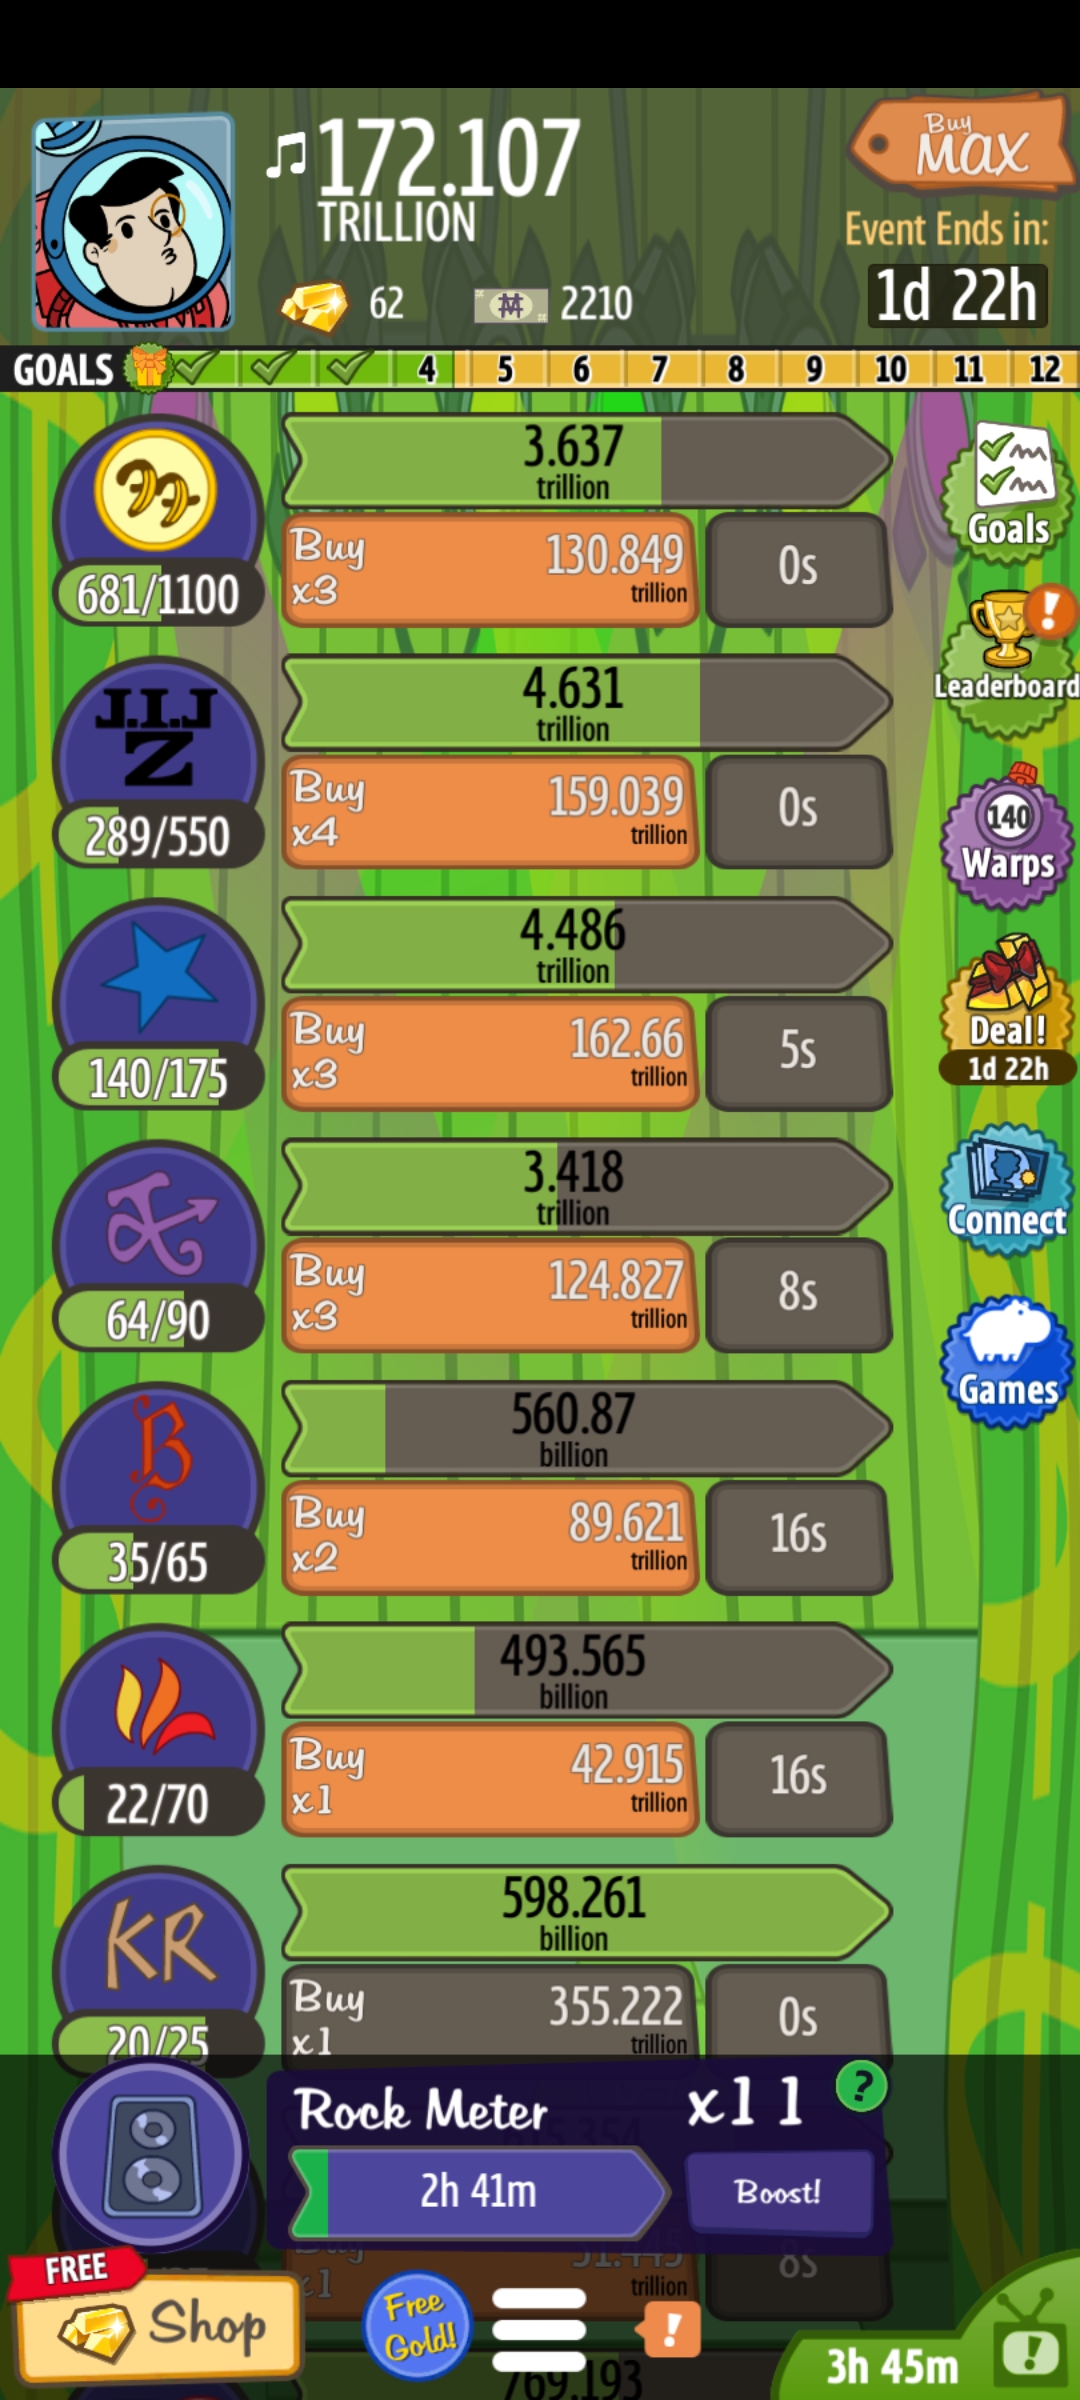 172.107
TRILLION
Buy
MAX
Event Ends in:
1d 22h
62
2210
GOALS 4 5 6 7 8 9 10 11 12
3.637
trillion
681/1100
Buy
x3
130.849
trillion
0s
Goals
J.I.J
Z
289/550
4.631
trillion
Buy
x4
159.039
trillion
0s
!
Leaderboard
140
Warps
140/175
4.486
trillion
Buy
x3
162.66
trillion
5s
Deal!
1d 22h
64/90
3.418
trillion
Buy
x3
124.827
trillion
8s
Connect
Games
B
35/65
560.87
billion
Buy
x2
89.621
trillion
16s
22/70
493.565
billion
Buy
x1
42.915
trillion
16s
KR
20/25
598.261
billion
Buy
x1
355.222
trillion
0s
Rock Meter
x11
?
2h 41m
Boost!
Buy
x1
51.445
trillion
8s
FREE
Shop
Free
Gold!
!
769.193
3h 45m
!